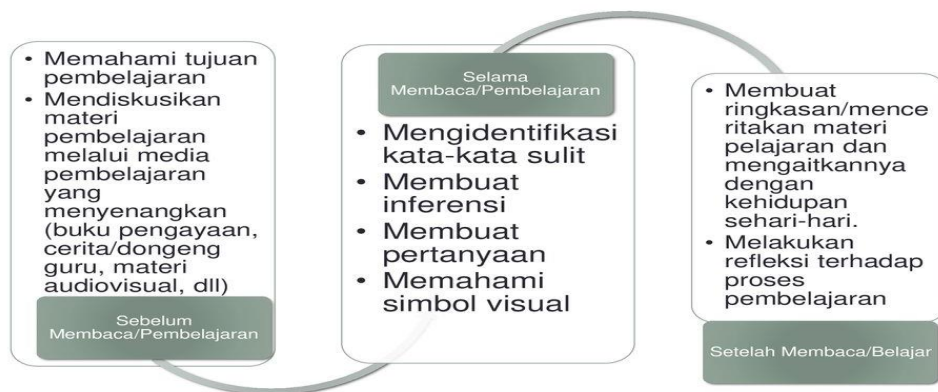 • Memahami tujuan
pembelajaran
• Mendiskusikan
materi
pembelajaran
melalui media
pembelajaran
yang
menyenangkan
(buku pengayaan,
cerita/dongeng
guru, materi
audiovisual, dll)
Sebelum
Membaca/Pembelajaran
Selama
Membaca/Pembelajaran
• Mengidentifikasi
kata-kata sulit
• Membuat
inferensi
• Membuat
pertanyaan
• Memahami
simbol visual
• Membuat
ringkasan/mence
ritakan materi
pelajaran dan
mengaitkannya
dengan
kehidupan
sehari-hari.
• Melakukan
refleksi terhadap
proses
pembelajaran
Setelah Membaca/Belajar